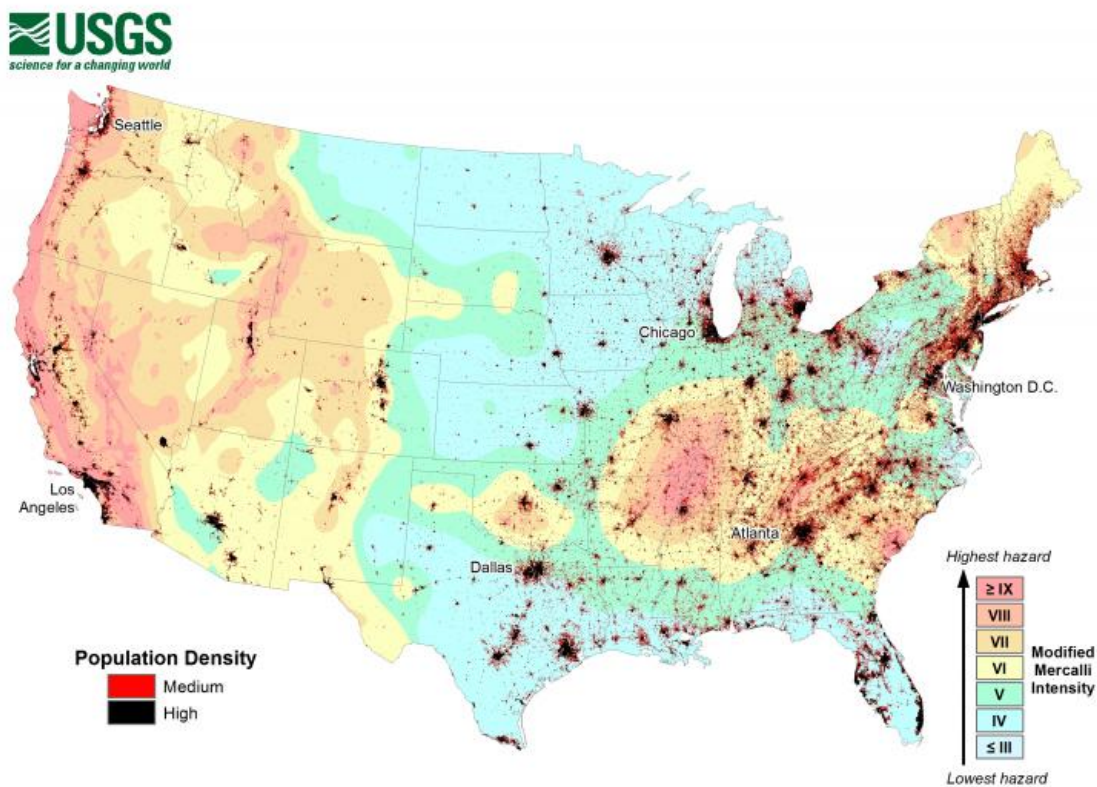 USGS
science for a changing world
Seattle
Chicago
Washington D.C.
Los
Angeles
Atlanta
Dallas
Population Density
Medium
High
Highest hazard
≥ IX
VIII
VII
VI
V
IV
≤ III
Modified
Mercalli
Intensity
Lowest hazard